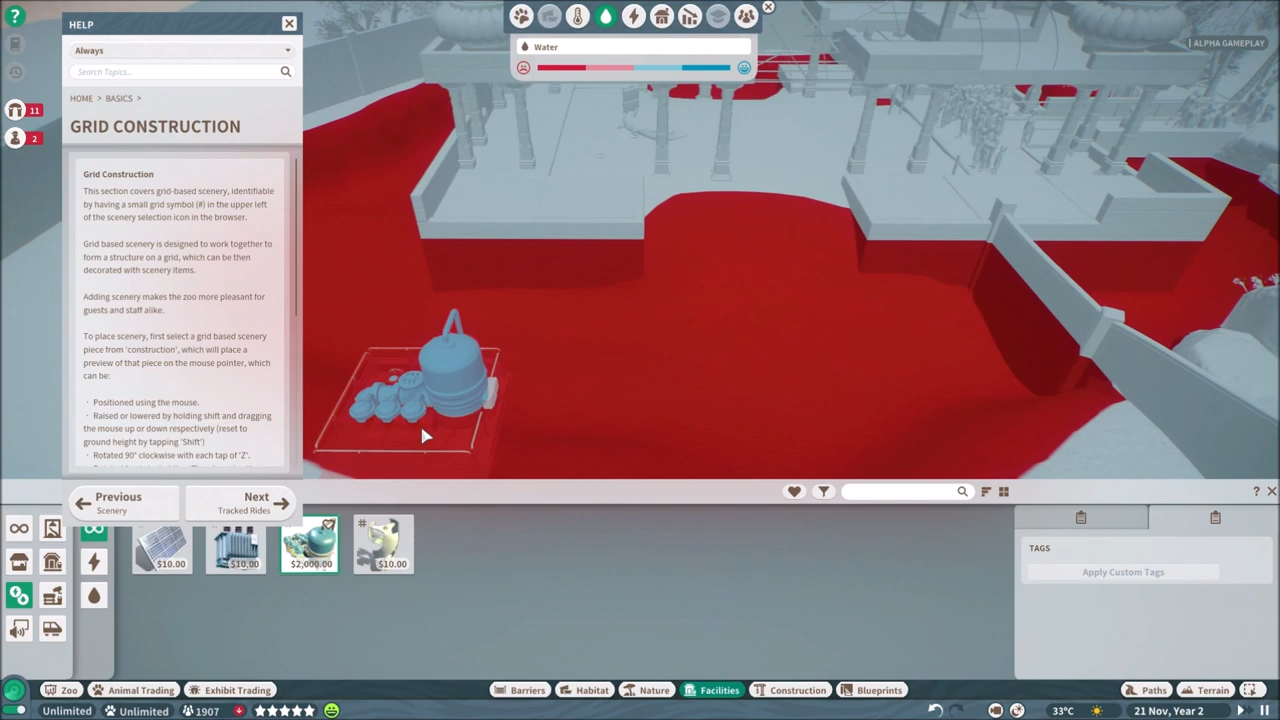 HELP
Always
Search Topics...
HOME > BASICS >
GRID CONSTRUCTION
Grid Construction
This section covers grid-based scenery, identifiable
by having a small grid symbol (#) in the upper left
of the scenery selection icon in the browser.
Grid based scenery is designed to work together to
form a structure on a grid, which can be then
decorated with scenery items.
Adding scenery makes the zoo more pleasant for
guests and staff alike.
To place scenery, first select a grid based scenery
piece from 'construction', which will place a
preview of that piece on the mouse pointer, which
can be:
· Positioned using the mouse.
· Raised or lowered by holding shift and dragging
the mouse up or down respectively (reset to
ground height by tapping 'Shift')
· Rotated 90° clockwise with each tap of 'Z'.
Previous
Scenery
Next
Tracked Rides
Water
| ALPHA GAMEPLAY
11
2
$10.00
$10.00
$2,000.00
$10.00
TAGS
Apply Custom Tags
Zoo
Animal Trading
Exhibit Trading
Barriers
Habitat
Nature
Facilities
Construction
Blueprints
Paths
Terrain
Unlimited
Unlimited
1907
33°C
21 Nov, Year 2